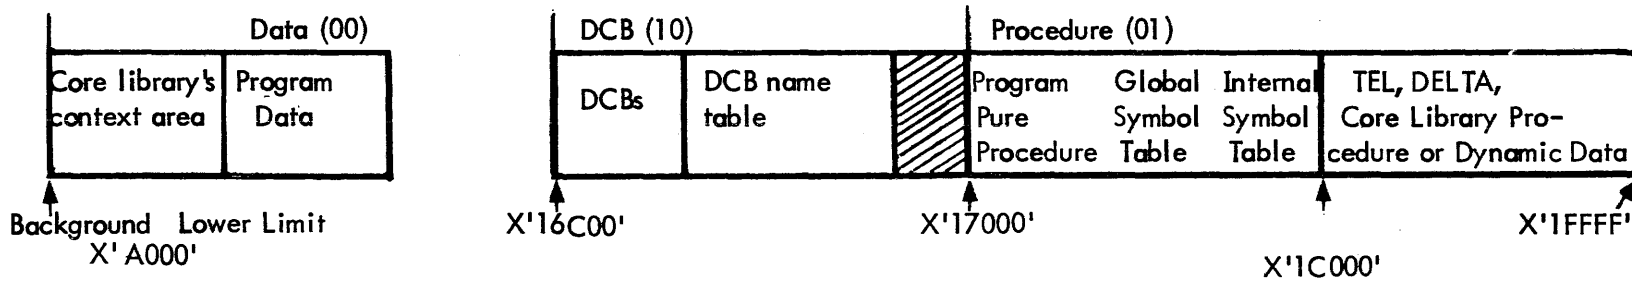 Data (00)
DCB (10)
Procedure (01)
Core library's
context area
Program
Data
DCBs
DCB name
table
Program
Pure
Procedure
Global
Symbol
Table
Internal
Symbol
Table
TEL, DELTA,
Core Library Pro-
cedure or Dynamic Data
Background Lower Limit
X'A000'
X'16C00'
X'17000'
X'1C000'
X'1FFFF'